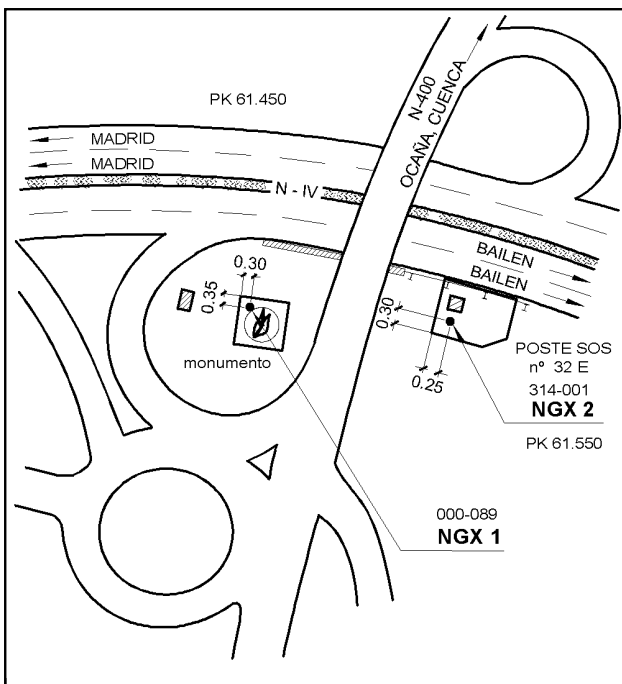 PK 61.450
N-400
OCAÑA, CUENCA
MADRID
MADRID
N - IV
BAILEN
BAILEN
0.30
0.35
monumento
0.30
0.25
POSTE SOS
nº 32 E
314-001
NGX 2
PK 61.550
000-089
NGX 1